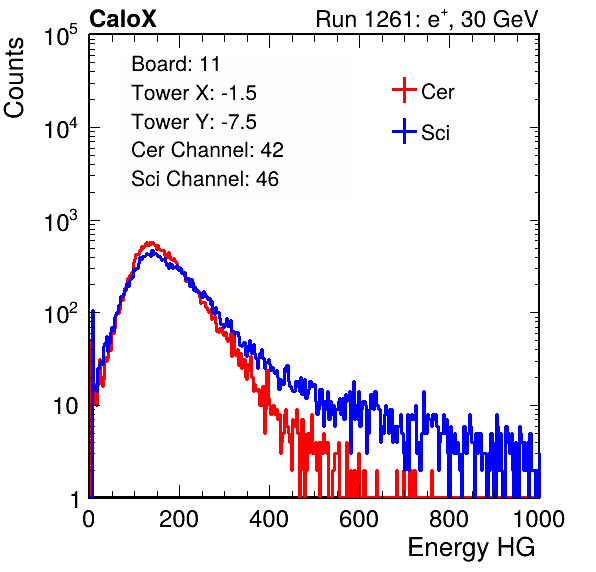 CaloX Run 1261: e⁺, 30 GeV
Counts
10⁵
10⁴
10³
10²
10
1
Board: 11
Tower X: -1.5
Tower Y: -7.5
Cer Channel: 42
Sci Channel: 46
Cer
Sci
0 200 400 600 800 1000
Energy HG